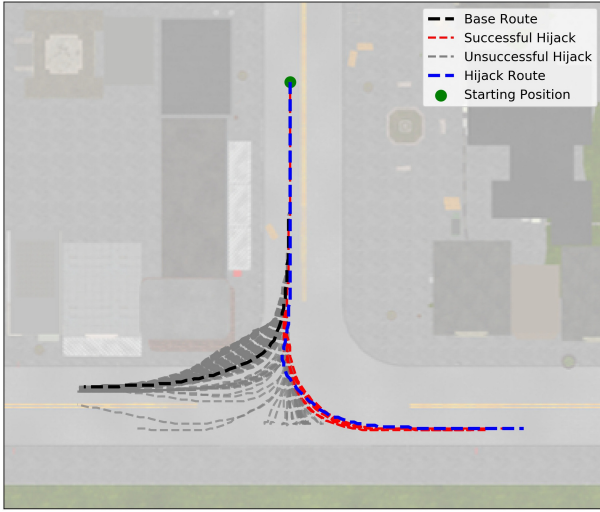 Base Route
Successful Hijack
Unsuccessful Hijack
Hijack Route
Starting Position